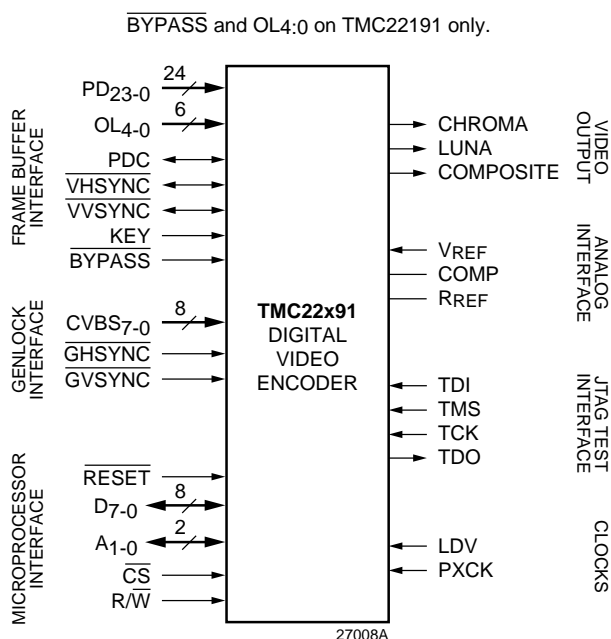 BYPASS and OL4:0 on TMC22191 only.
FRAME BUFFER
INTERFACE
24
PD23-0
6
OL4-0
PDC
VHSYNC
VVSYNC
KEY
BYPASS
GENLOCK
INTERFACE
8
CVBS7-0
GHSYNC
GVSYNC
MICROPROCESSOR
INTERFACE
RESET
8
D7-0
2
A1-0
CS
R/W
TMC22x91
DIGITAL
VIDEO
ENCODER
CHROMA
LUNA
COMPOSITE
VIDEO
OUTPUT
VREF
COMP
RREF
ANALOG
INTERFACE
TDI
TMS
TCK
TDO
JTAG TEST
INTERFACE
LDV
PXCK
CLOCKS
27008A